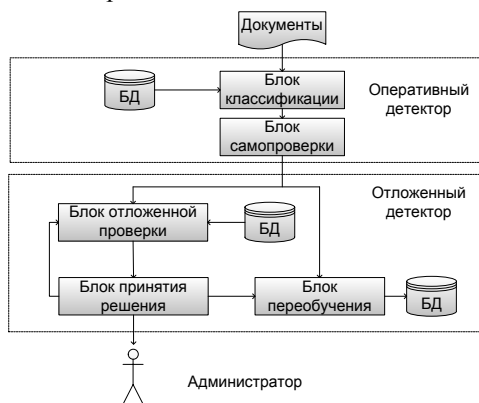 Документы
Блок
классификации
БД
Оперативный
детектор
Блок
самопроверки
Отложенный
детектор
Блок отложенной
проверки
БД
Блок принятия
решения
Блок
переобучения
БД
Администратор